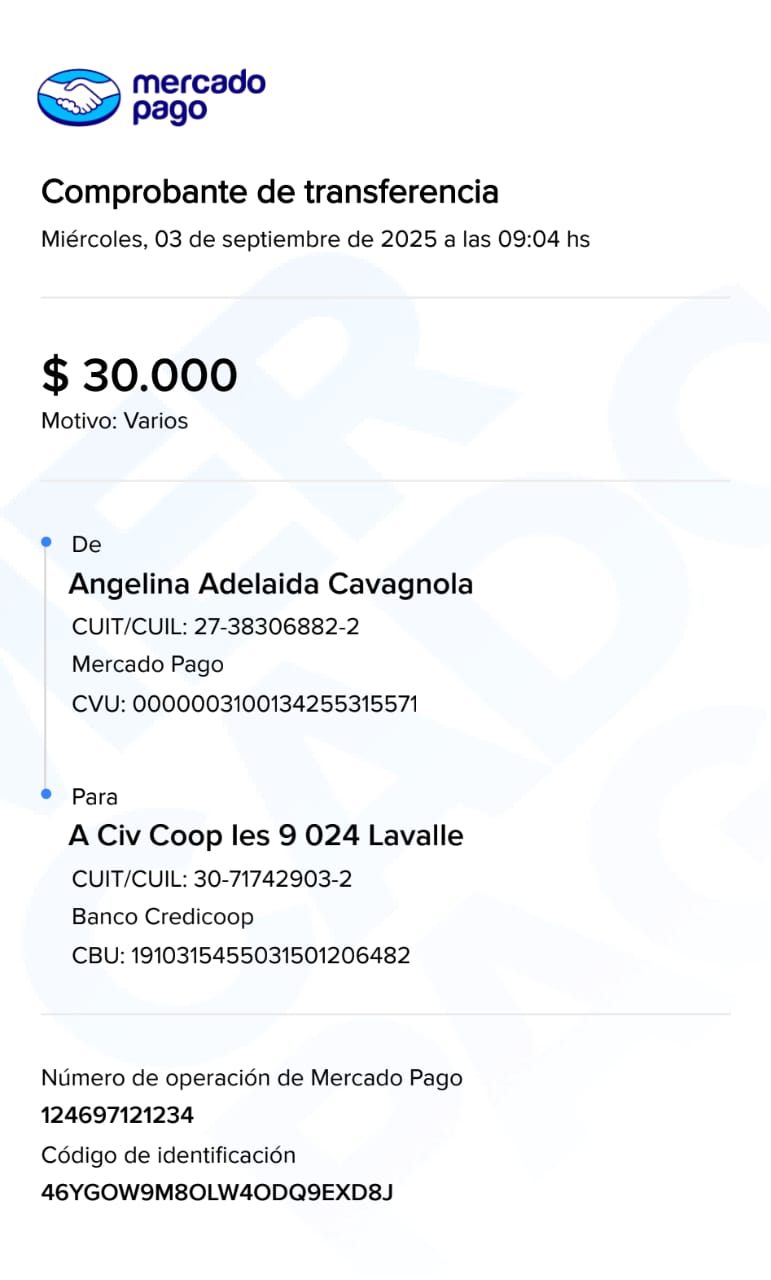 mercado
pago
Comprobante de transferencia
Miércoles, 03 de septiembre de 2025 a las 09:04 hs
$ 30.000
Motivo: Varios
De
Angelina Adelaida Cavagnola
CUIT/CUIL: 27-38306882-2
Mercado Pago
CVU: 0000003100134255315571
Para
A Civ Coop Ies 9 024 Lavalle
CUIT/CUIL: 30-71742903-2
Banco Credicoop
CBU: 1910315455031501206482
Número de operación de Mercado Pago
124697121234
Código de identificación
46YGOW9M8OLW4ODQ9EXD8J